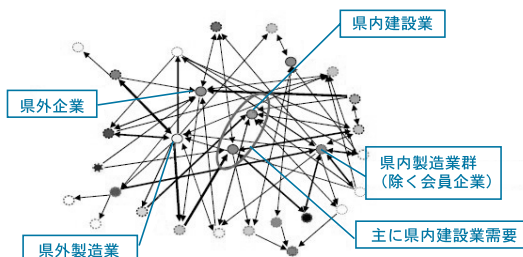 県内建設業
県外企業
県内製造業群
（除く会員企業）
主に県内建設業需要
県外製造業